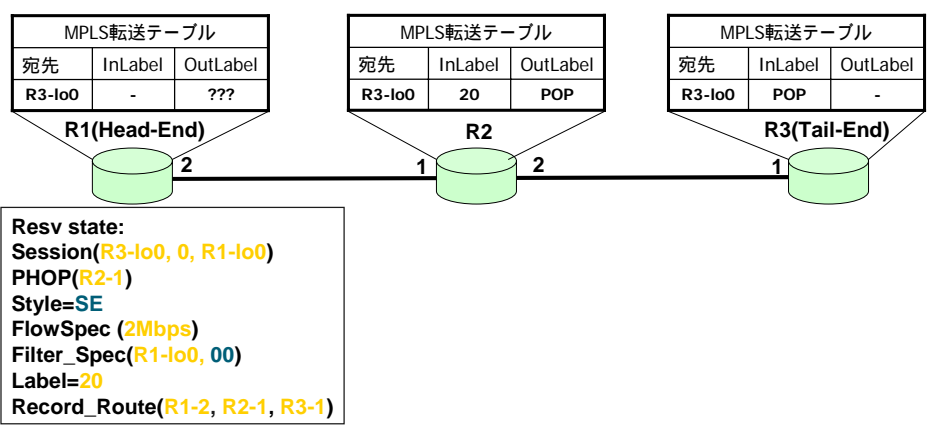 MPLS転送テーブル
宛先 InLabel OutLabel
R3-lo0 - ???
MPLS転送テーブル
宛先 InLabel OutLabel
R3-lo0 20 POP
MPLS転送テーブル
宛先 InLabel OutLabel
R3-lo0 POP -
R1(Head-End)
R2
R3(Tail-End)
2
1
2
1
Resv state:
Session(R3-lo0, 0, R1-lo0)
PHOP(R2-1)
Style=SE
FlowSpec (2Mbps)
Filter_Spec(R1-lo0, 00)
Label=20
Record_Route(R1-2, R2-1, R3-1)